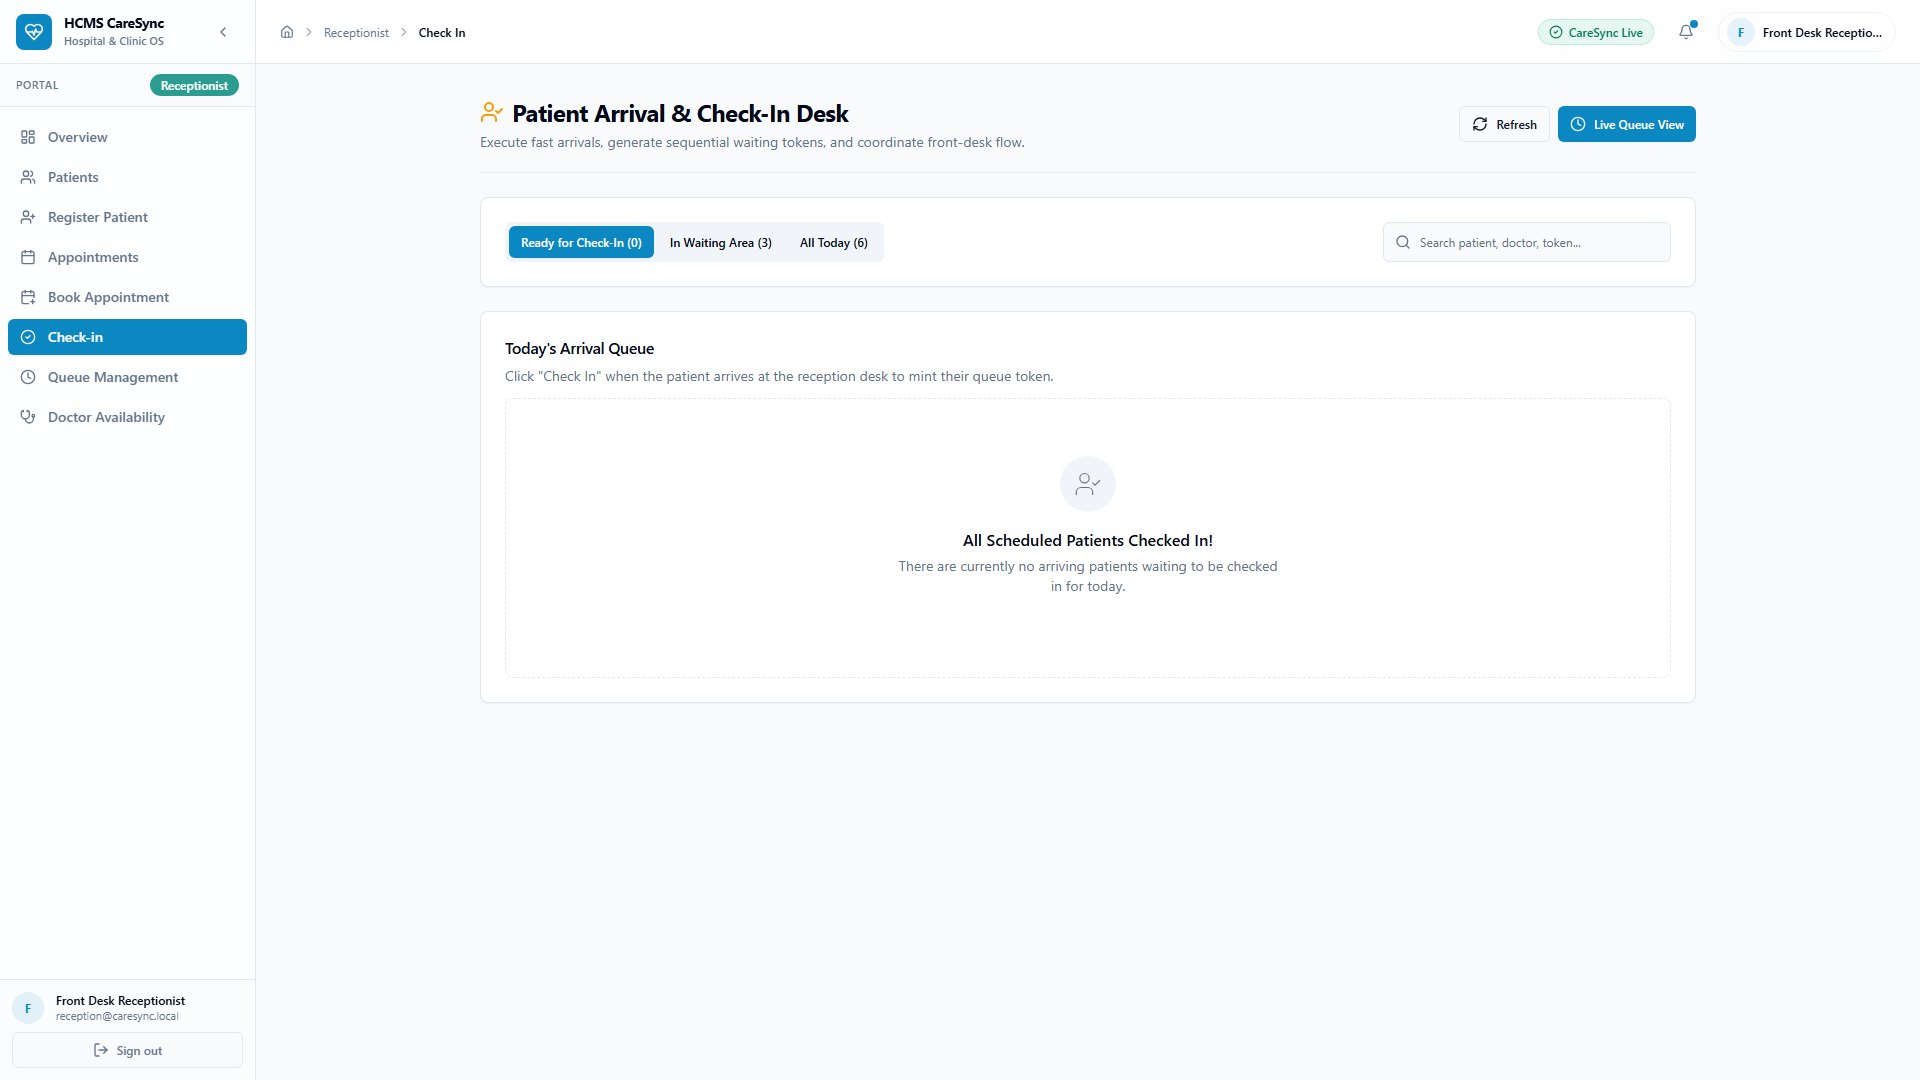 HCMS CareSync
Hospital & Clinic OS
PORTAL
Receptionist
Overview
Patients
Register Patient
Appointments
Book Appointment
Check-in
Queue Management
Doctor Availability
F
Front Desk Receptionist
reception@caresync.local
Sign out
Receptionist
Check In
CareSync Live
F
Front Desk Receptio...
Patient Arrival & Check-In Desk
Execute fast arrivals, generate sequential waiting tokens, and coordinate front-desk flow.
Refresh
Live Queue View
Ready for Check-In (0)
In Waiting Area (3)
All Today (6)
Search patient, doctor, token...
Today's Arrival Queue
Click "Check In" when the patient arrives at the reception desk to mint their queue token.
All Scheduled Patients Checked In!
There are currently no arriving patients waiting to be checked
in for today.